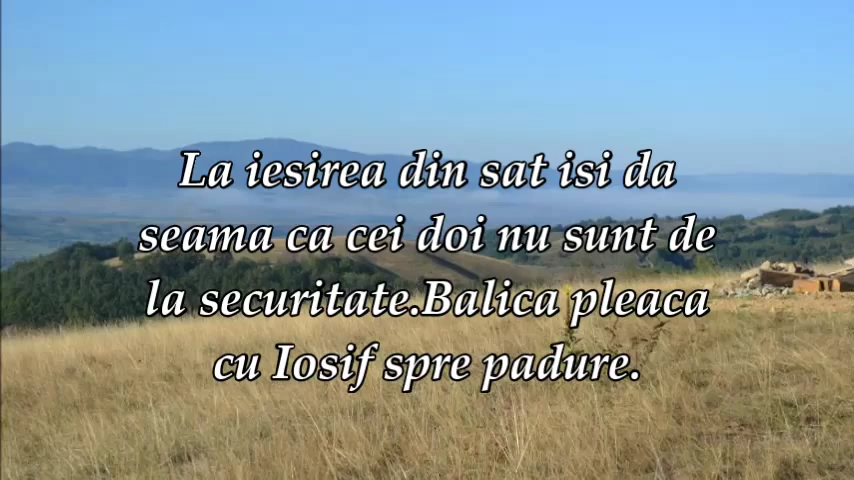 La iesirea din sat isi da
seama ca cei doi nu sunt de
la securitate.Balica pleaca
cu Iosif spre padure.